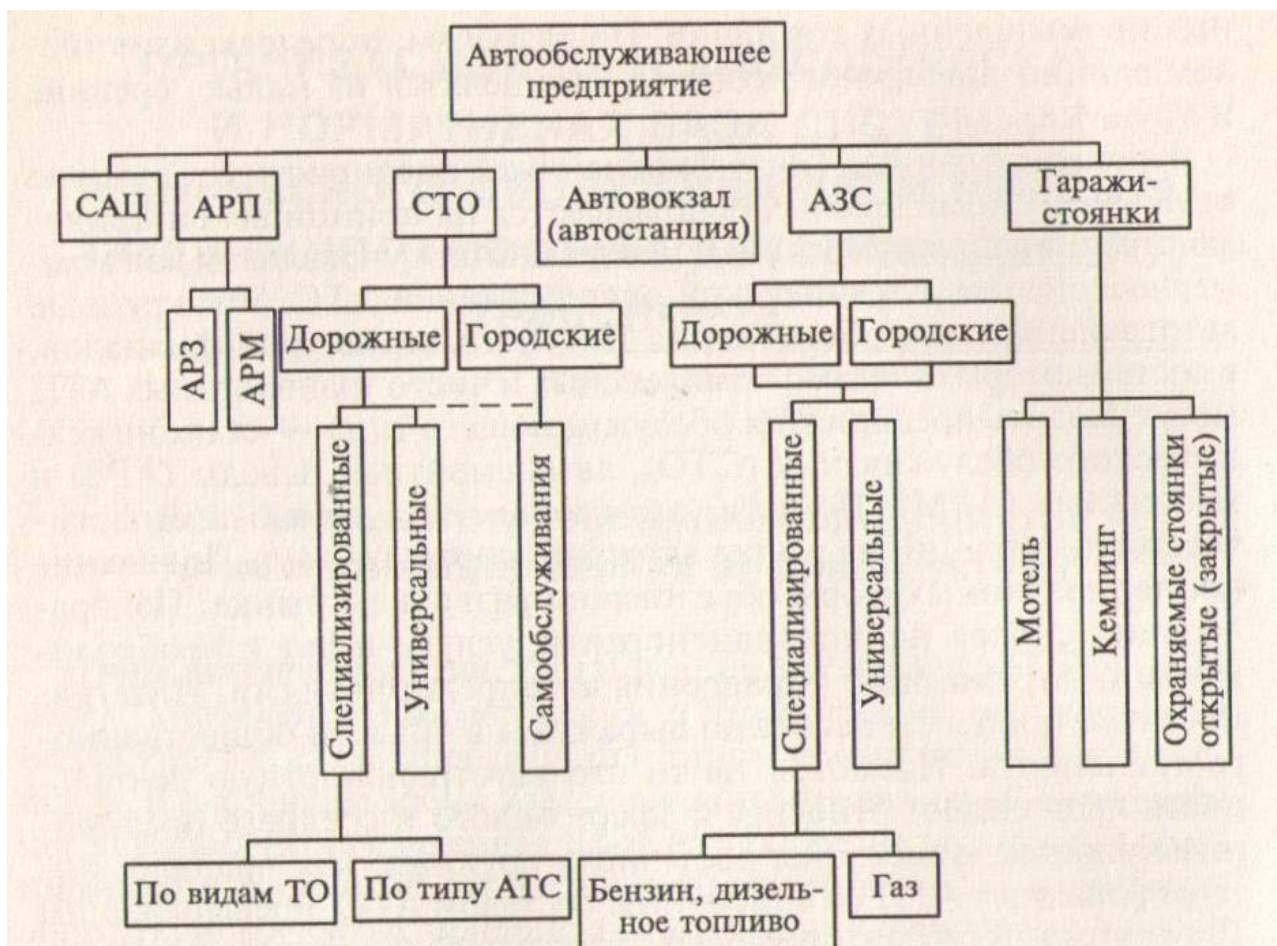 Автообслуживающее
предприятие
САЦ
АРП
СТО
Автовокзал
(автостанция)
АЗС
Гаражи-
стоянки
АРЗ
АРМ
Дорожные
Городские
Дорожные
Городские
Специализированные
Универсальные
Самообслуживания
Специализированные
Универсальные
Мотель
Кемпинг
Охраняемые стоянки
открытые (закрытые)
По видам ТО
По типу АТС
Бензин, дизель-
ное топливо
Газ